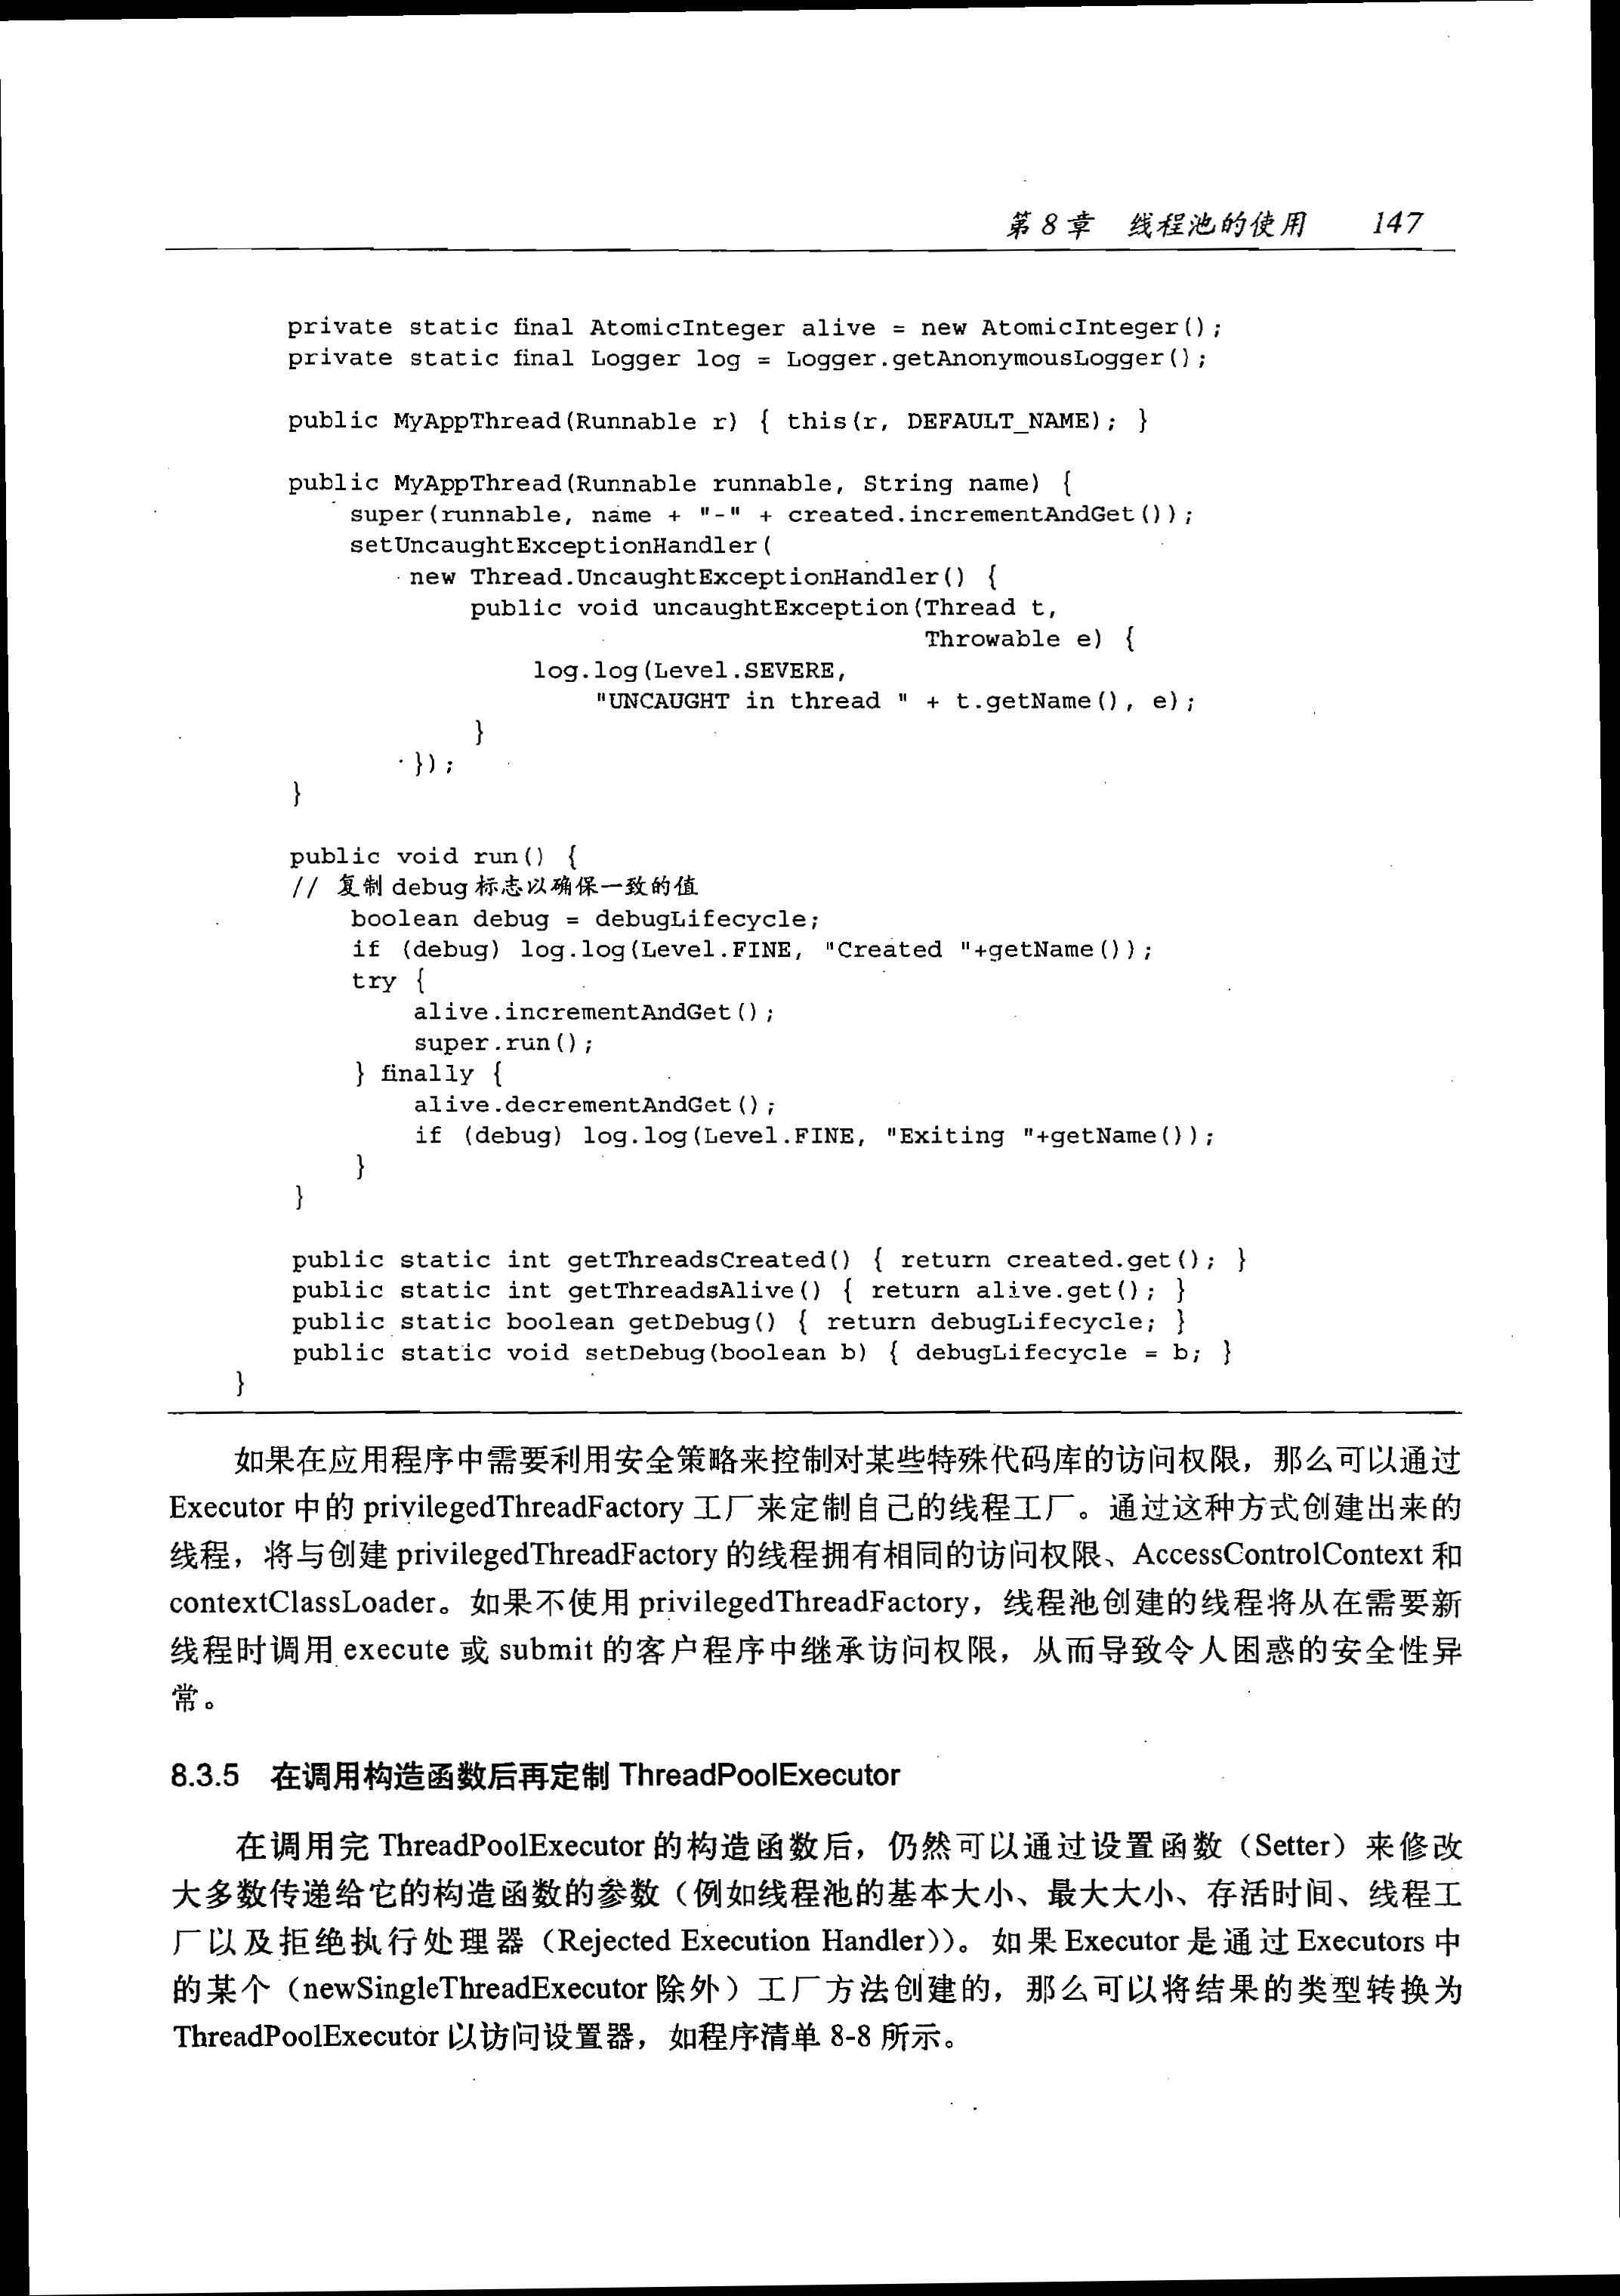 第 8 章 线程池的使用 147
private static final AtomicInteger alive = new AtomicInteger();
private static final Logger log = Logger.getAnonymousLogger();
public MyAppThread(Runnable r) { this(r, DEFAULT_NAME); }
public MyAppThread(Runnable runnable, String name) {
super(runnable, name + "-" + created.incrementAndGet());
setUncaughtExceptionHandler(
new Thread.UncaughtExceptionHandler() {
public void uncaughtException(Thread t,
Throwable e) {
log.log(Level.SEVERE,
"UNCAUGHT in thread " + t.getName(), e);
}
});
}
public void run() {
// 复制 debug 标志以确保一致的值
boolean debug = debugLifecycle;
if (debug) log.log(Level.FINE, "Created "+getName());
try {
alive.incrementAndGet();
super.run();
} finally {
alive.decrementAndGet();
if (debug) log.log(Level.FINE, "Exiting "+getName());
}
}
public static int getThreadsCreated() { return created.get(); }
public static int getThreadsAlive() { return alive.get(); }
public static boolean getDebug() { return debugLifecycle; }
public static void setDebug(boolean b) { debugLifecycle = b; }
}
如果在应用程序中需要利用安全策略来控制对某些特殊代码库的访问权限，那么可以通过
Executor 中的 privilegedThreadFactory 工厂来定制自己的线程工厂。通过这种方式创建出来的
线程，将与创建 privilegedThreadFactory 的线程拥有相同的访问权限、AccessControlContext 和
contextClassLoader。如果不使用 privilegedThreadFactory，线程池创建的线程将从在需要新
线程时调用 execute 或 submit 的客户程序中继承访问权限，从而导致令人困惑的安全性异
常。
8.3.5 在调用构造函数后再定制 ThreadPoolExecutor
在调用完 ThreadPoolExecutor 的构造函数后，仍然可以通过设置函数（Setter）来修改
大多数传递给它的构造函数的参数（例如线程池的基本大小、最大大小、存活时间、线程工
厂以及拒绝执行处理器（Rejected Execution Handler））。如果 Executor 是通过 Executors 中
的某个（newSingleThreadExecutor 除外）工厂方法创建的，那么可以将结果的类型转换为
ThreadPoolExecutor 以访问设置器，如程序清单 8-8 所示。